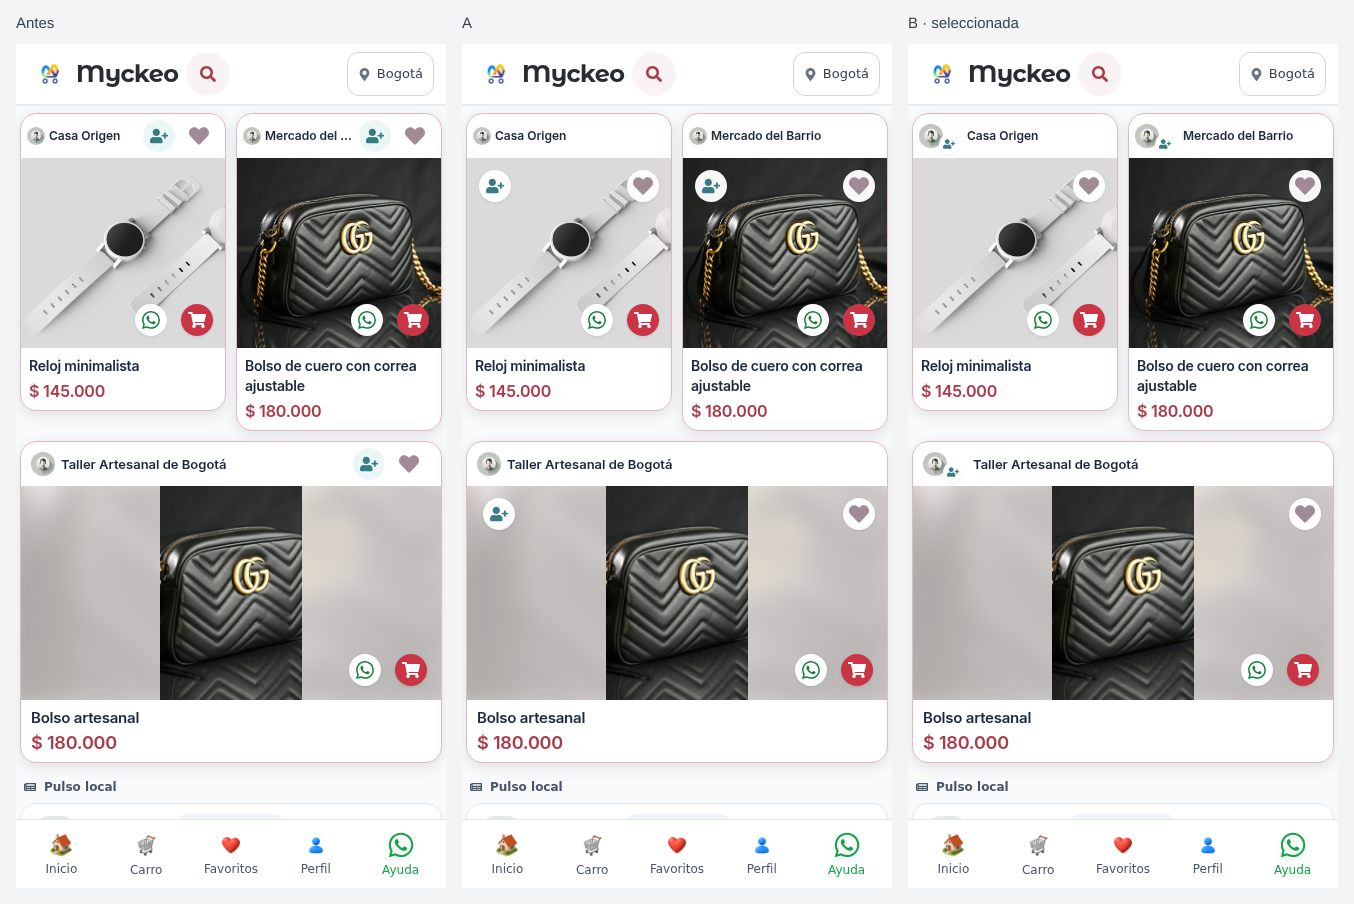 Antes
Myckeo
Bogotá
Casa Origen
Mercado del ...
Reloj minimalista
$ 145.000
Bolso de cuero con correa
ajustable
$ 180.000
Taller Artesanal de Bogotá
Bolso artesanal
$ 180.000
Pulso local
Inicio
Carro
Favoritos
Perfil
Ayuda
A
Myckeo
Bogotá
Casa Origen
Mercado del Barrio
Reloj minimalista
$ 145.000
Bolso de cuero con correa
ajustable
$ 180.000
Taller Artesanal de Bogotá
Bolso artesanal
$ 180.000
Pulso local
Inicio
Carro
Favoritos
Perfil
Ayuda
B · seleccionada
Myckeo
Bogotá
Casa Origen
Mercado del Barrio
Reloj minimalista
$ 145.000
Bolso de cuero con correa
ajustable
$ 180.000
Taller Artesanal de Bogotá
Bolso artesanal
$ 180.000
Pulso local
Inicio
Carro
Favoritos
Perfil
Ayuda